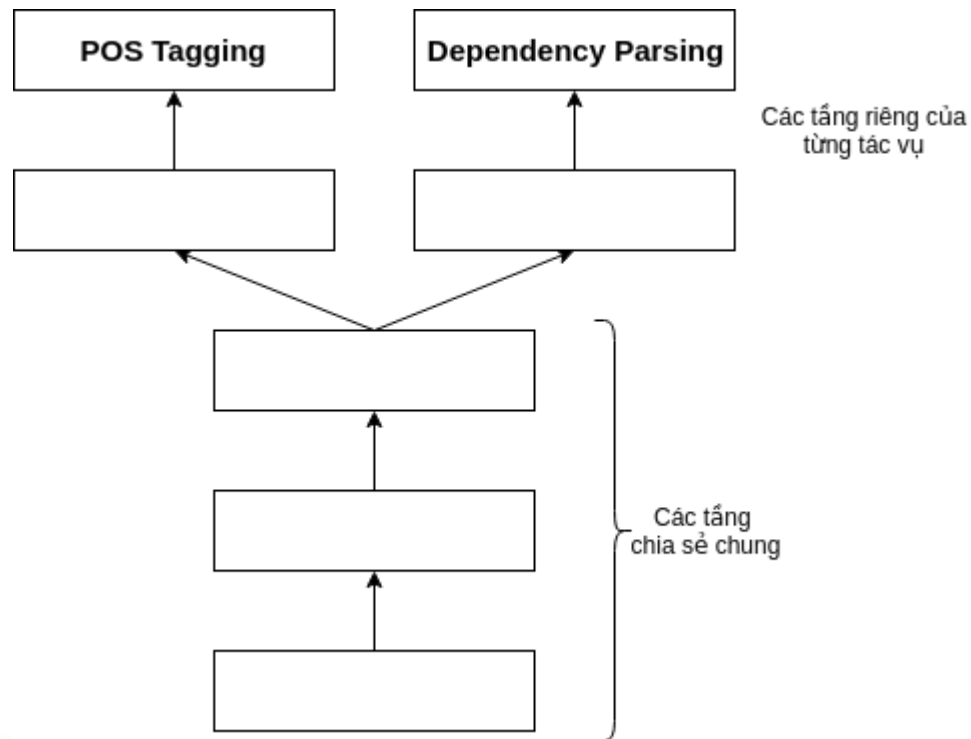 POS Tagging
Dependency Parsing
Các tầng riêng của
từng tác vụ
Các tầng
chia sẻ chung